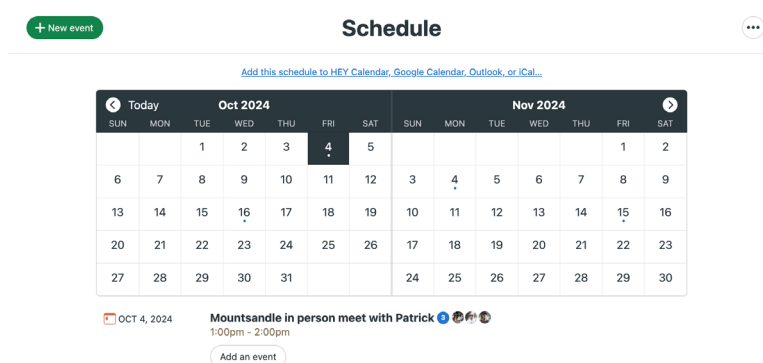 + New event
Schedule
Add this schedule to HEY Calendar, Google Calendar, Outlook, or iCal...
Today Oct 2024 Nov 2024
SUN MON TUE WED THU FRI SAT SUN MON TUE WED THU FRI SAT
1 2 3 4 5 1 2
6 7 8 9 10 11 12 3 4 5 6 7 8 9
13 14 15 16 17 18 19 10 11 12 13 14 15 16
20 21 22 23 24 25 26 17 18 19 20 21 22 23
27 28 29 30 31 24 25 26 27 28 29 30
OCT 4, 2024 Mountsandle in person meet with Patrick 3
1:00pm - 2:00pm
Add an event